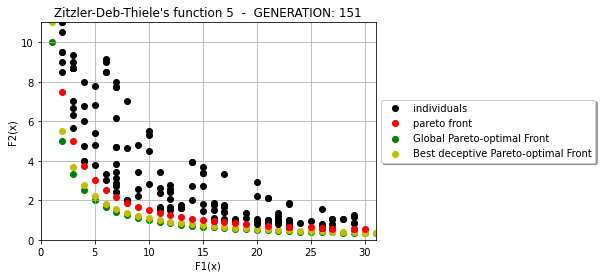 Zitzler-Deb-Thiele's function 5  -  GENERATION: 151
F2(x)
10
8
6
4
2
0
0 5 10 15 20 25 30
F1(x)
individuals
pareto front
Global Pareto-optimal Front
Best deceptive Pareto-optimal Front